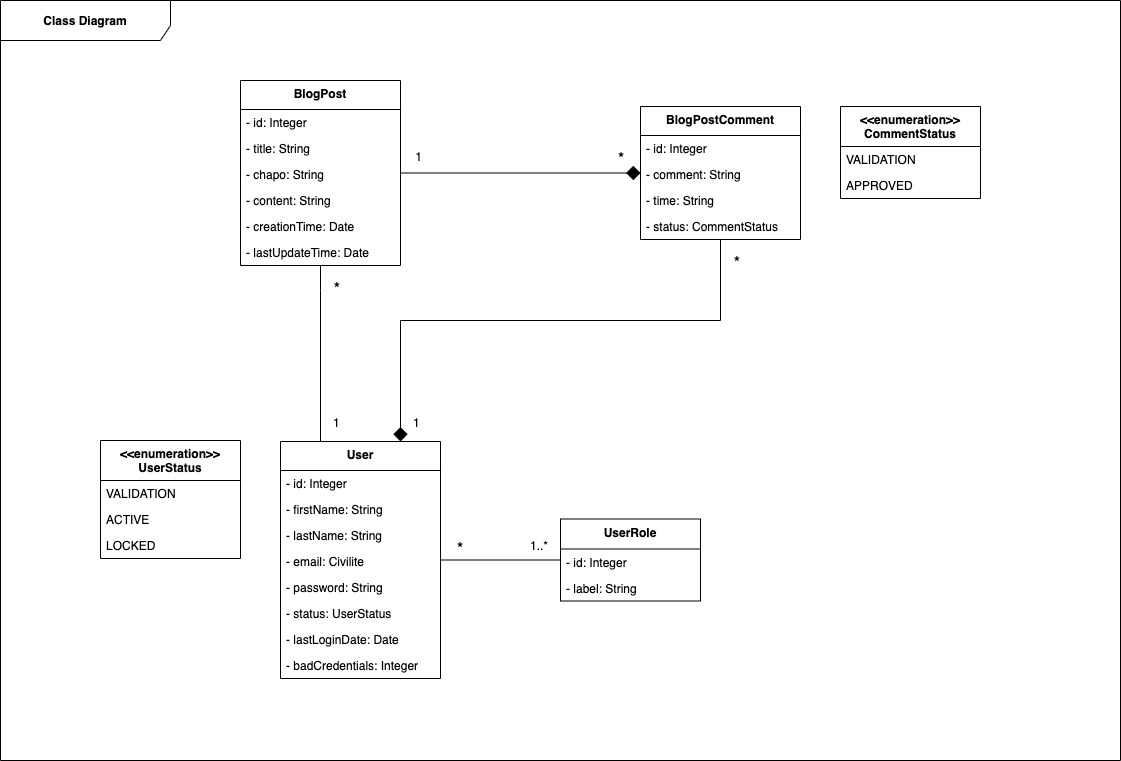 Class Diagram
BlogPost
- id: Integer
- title: String
- chapo: String
- content: String
- creationTime: Date
- lastUpdateTime: Date
1
*
BlogPostComment
- id: Integer
- comment: String
- time: String
- status: CommentStatus
<<enumeration>>
CommentStatus
VALIDATION
APPROVED
*
*
1
1
<<enumeration>>
UserStatus
VALIDATION
ACTIVE
LOCKED
User
- id: Integer
- firstName: String
- lastName: String
- email: Civilite
- password: String
- status: UserStatus
- lastLoginDate: Date
- badCredentials: Integer
*
1..*
UserRole
- id: Integer
- label: String